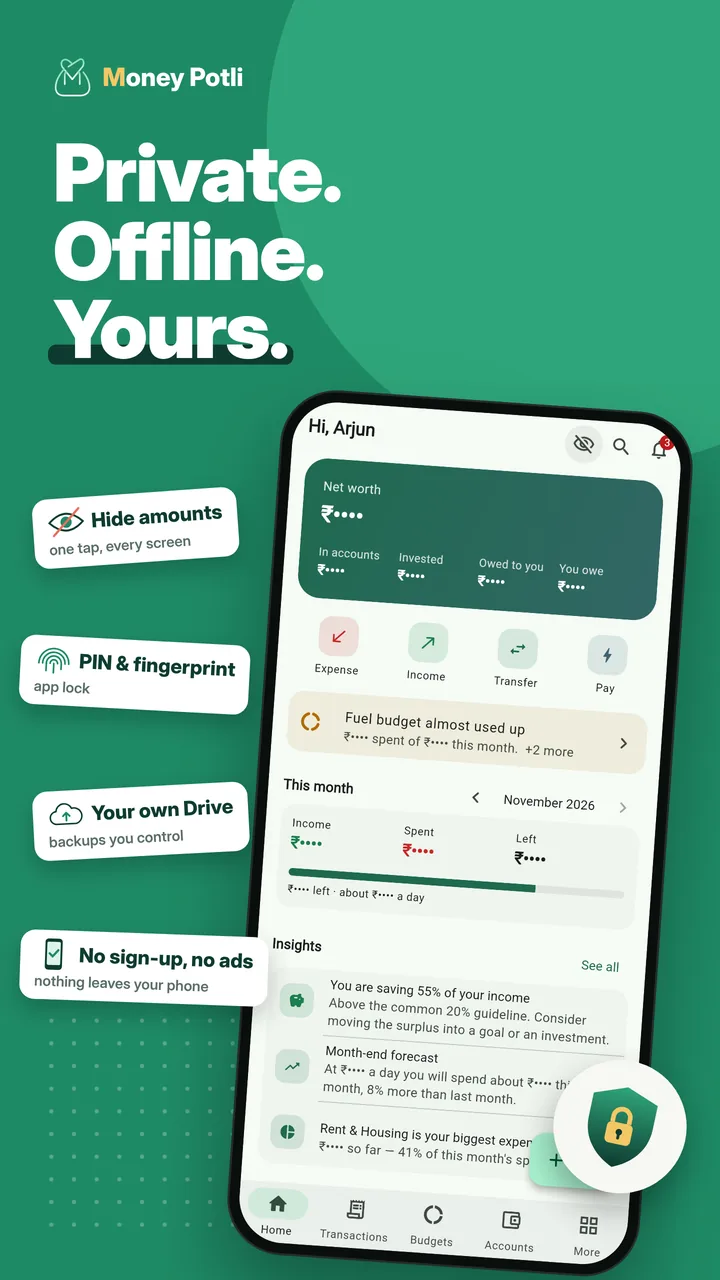 Money Potli
Private.
Offline.
Yours.
Hi, Arjun
3
Net worth
₹••••
In accounts
Invested
Owed to you
You owe
₹••••
₹••••
₹••••
₹••••
Hide amounts
one tap, every screen
Expense
Income
Transfer
Pay
PIN & fingerprint
app lock
Fuel budget almost used up
₹•••• spent of ₹•••• this month. +2 more
This month
November 2026
Your own Drive
backups you control
Income
Spent
Left
₹••••
₹••••
₹••••
₹•••• left · about ₹•••• a day
No sign-up, no ads
nothing leaves your phone
Insights
See all
You are saving 55% of your income
Above the common 20% guideline. Consider
moving the surplus into a goal or an investment.
Month-end forecast
At ₹•••• a day you will spend about ₹••••
month, 8% more than last month.
Rent & Housing is your biggest
₹•••• so far — 41% of this month's
+
Home
Transactions
Budgets
Accounts
More